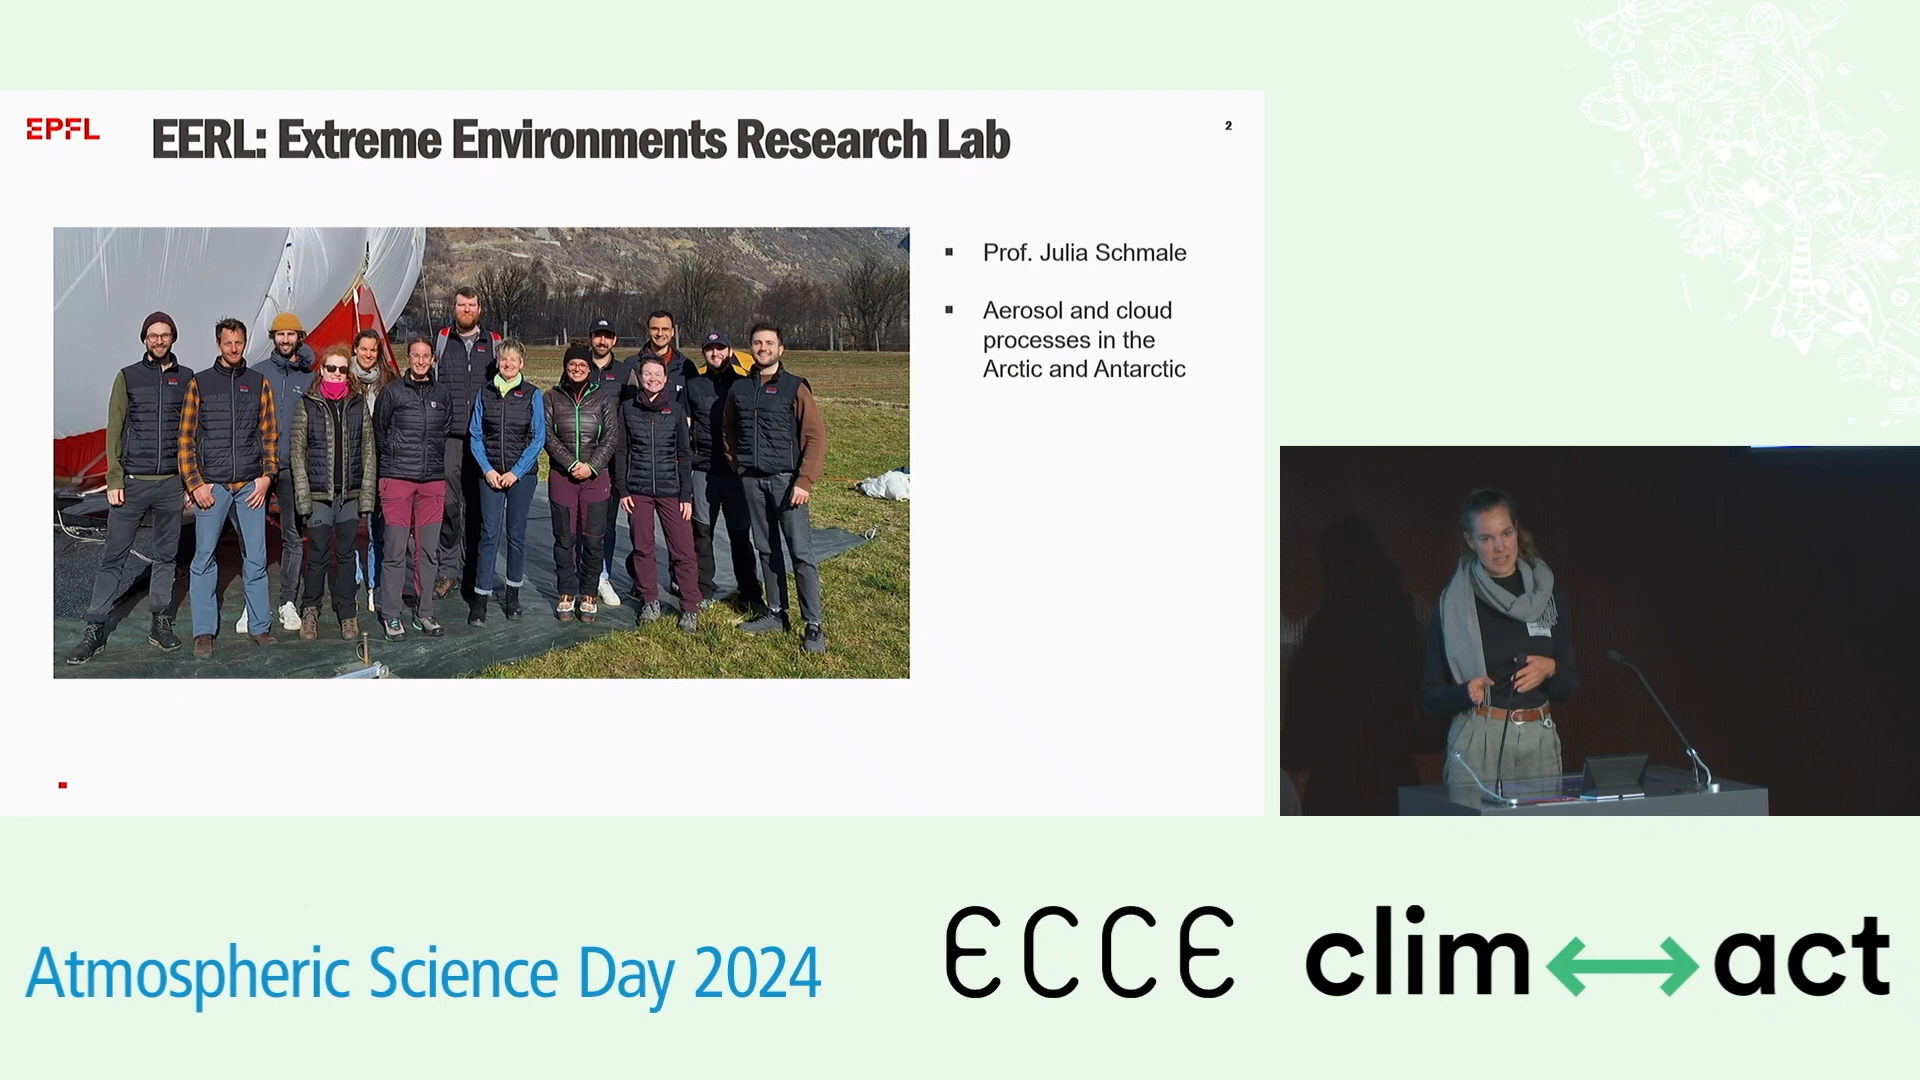 EPFL
EERL: Extreme Environments Research Lab
2
▪ Prof. Julia Schmale
▪ Aerosol and cloud
processes in the
Arctic and Antarctic
Atmospheric Science Day 2024
ECCE
clim↔act